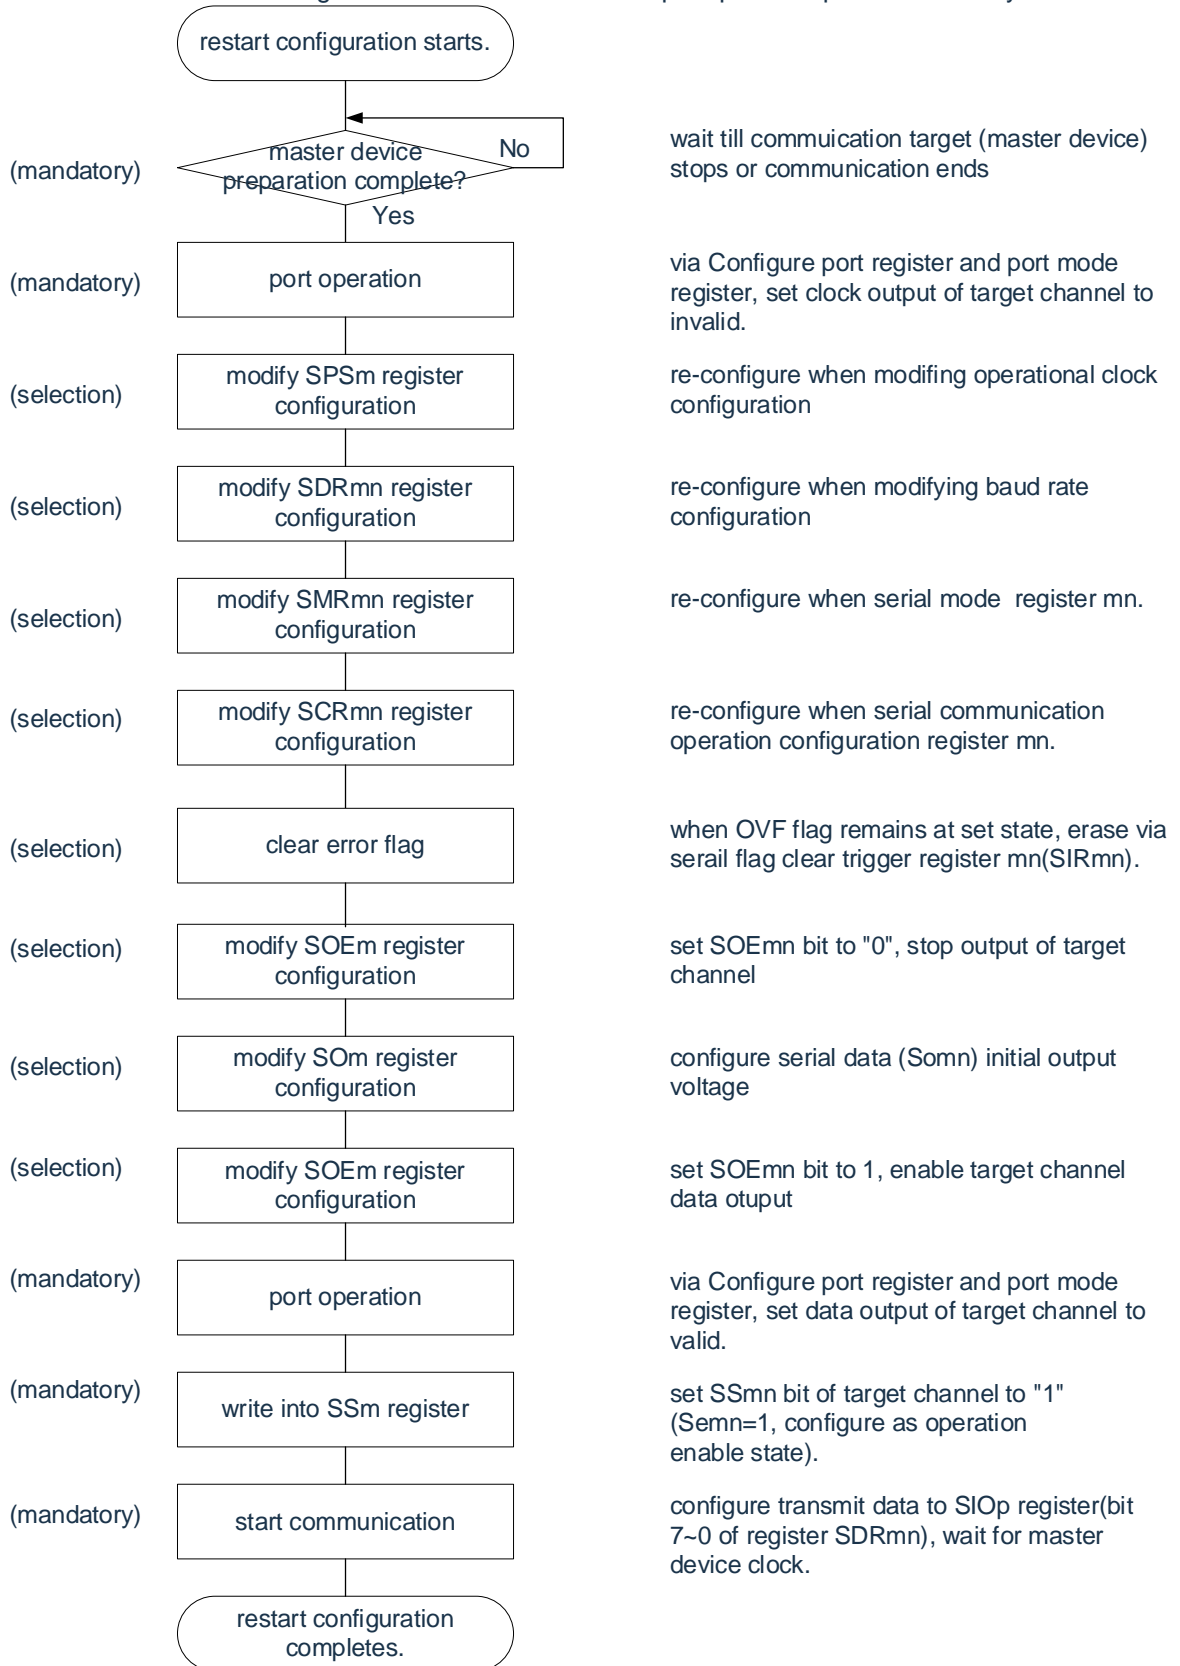 restart configuration starts.
(mandatory)
master device
preparation complete?
No
Yes
wait till commuication target (master device)
stops or communication ends
(mandatory)
port operation
via Configure port register and port mode
register, set clock output of target channel to
invalid.
(selection)
modify SPSm register
configuration
re-configure when modifing operational clock
configuration
(selection)
modify SDRmn register
configuration
re-configure when modifying baud rate
configuration
(selection)
modify SMRmn register
configuration
re-configure when serial mode register mn.
(selection)
modify SCRmn register
configuration
re-configure when serial communication
operation configuration register mn.
(selection)
clear error flag
when OVF flag remains at set state, erase via
serail flag clear trigger register mn(SIRmn).
(selection)
modify SOEm register
configuration
set SOEmn bit to "0", stop output of target
channel
(selection)
modify SOm register
configuration
configure serial data (Somn) initial output
voltage
(selection)
modify SOEm register
configuration
set SOEmn bit to 1, enable target channel
data otuput
(mandatory)
port operation
via Configure port register and port mode
register, set data output of target channel to
valid.
(mandatory)
write into SSm register
set SSmn bit of target channel to "1"
(Semn=1, configure as operation
enable state).
(mandatory)
start communication
configure transmit data to SIOp register(bit
7~0 of register SDRmn), wait for master
device clock.
restart configuration
completes.